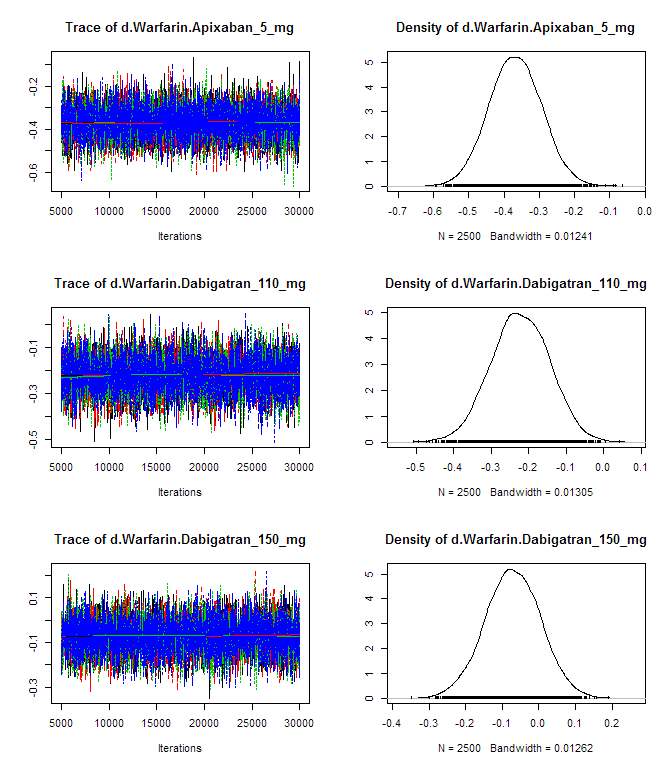 Trace of d.Warfarin.Apixaban_5_mg
-0.6 -0.4 -0.2
5000 10000 15000 20000 25000 30000
Iterations
Density of d.Warfarin.Apixaban_5_mg
0 1 2 3 4 5
-0.7 -0.6 -0.5 -0.4 -0.3 -0.2 -0.1 0.0
N = 2500 Bandwidth = 0.01241
Trace of d.Warfarin.Dabigatran_110_mg
-0.5 -0.3 -0.1
5000 10000 15000 20000 25000 30000
Iterations
Density of d.Warfarin.Dabigatran_110_mg
0 1 2 3 4 5
-0.5 -0.4 -0.3 -0.2 -0.1 0.0 0.1
N = 2500 Bandwidth = 0.01305
Trace of d.Warfarin.Dabigatran_150_mg
-0.3 -0.1 0.1
5000 10000 15000 20000 25000 30000
Iterations
Density of d.Warfarin.Dabigatran_150_mg
0 1 2 3 4 5
-0.4 -0.3 -0.2 -0.1 0.0 0.1 0.2
N = 2500 Bandwidth = 0.01262